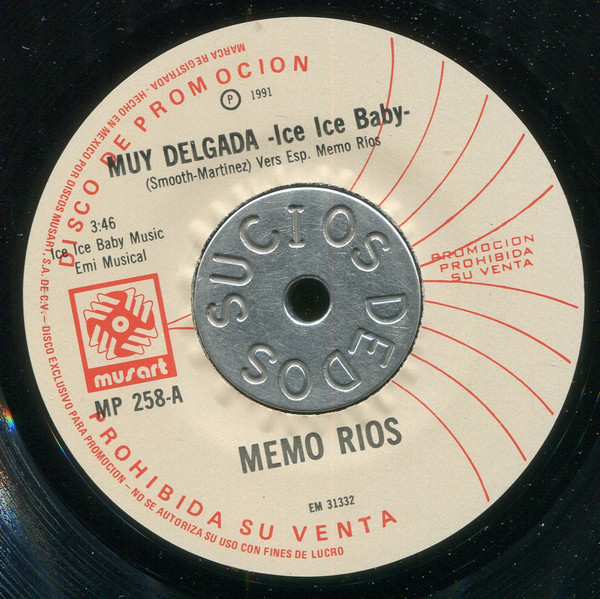 DISCO DE PROMOCION
MARCA REGISTRADA - HECHO EN MEXICO POR DISCOS MUSART, S.A. DE C.V. - DISCO EXCLUSIVO PARA PROMOCION - NO SE AUTORIZA SU USO CON FINES DE LUCRO
Ⓟ 1991
MUY DELGADA -Ice Ice Baby-
(Smooth-Martinez) Vers Esp. Memo Rios
3:46
Ice Ice Baby Music
Emi Musical
PROMOCION
PROHIBIDA
SU VENTA
SUCIOS DEDOS
musart
MP 258-A
MEMO RIOS
EM 31332
PROHIBIDA SU VENTA